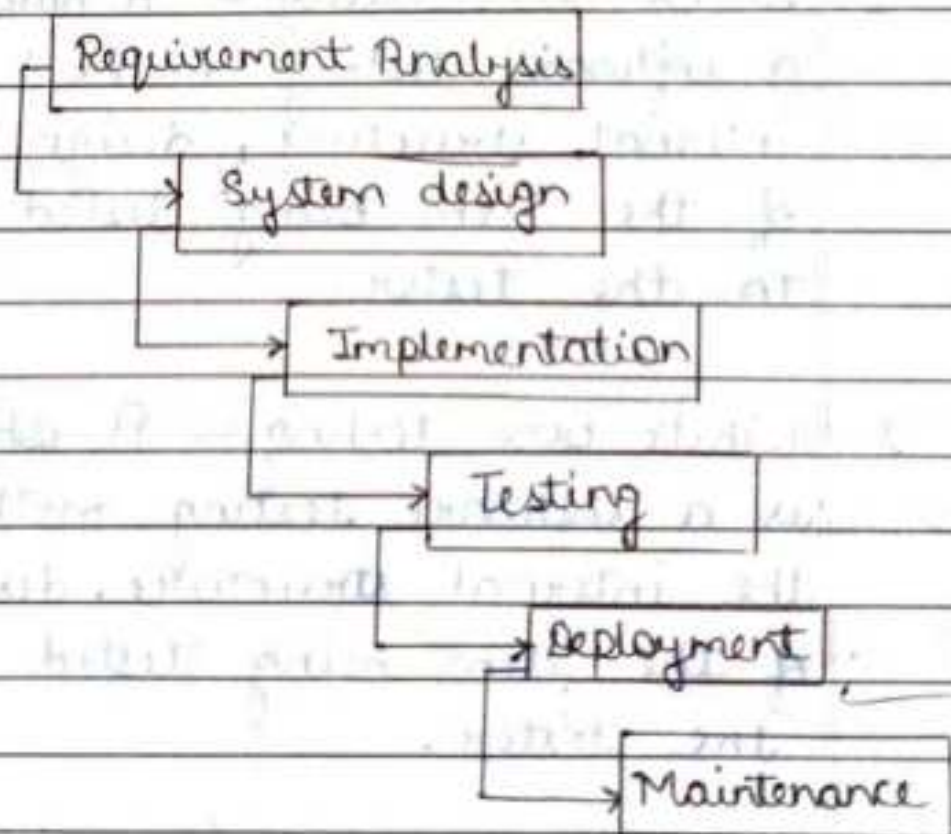 Requirement Analysis
System design
Implementation
Testing
Deployment
Maintenance